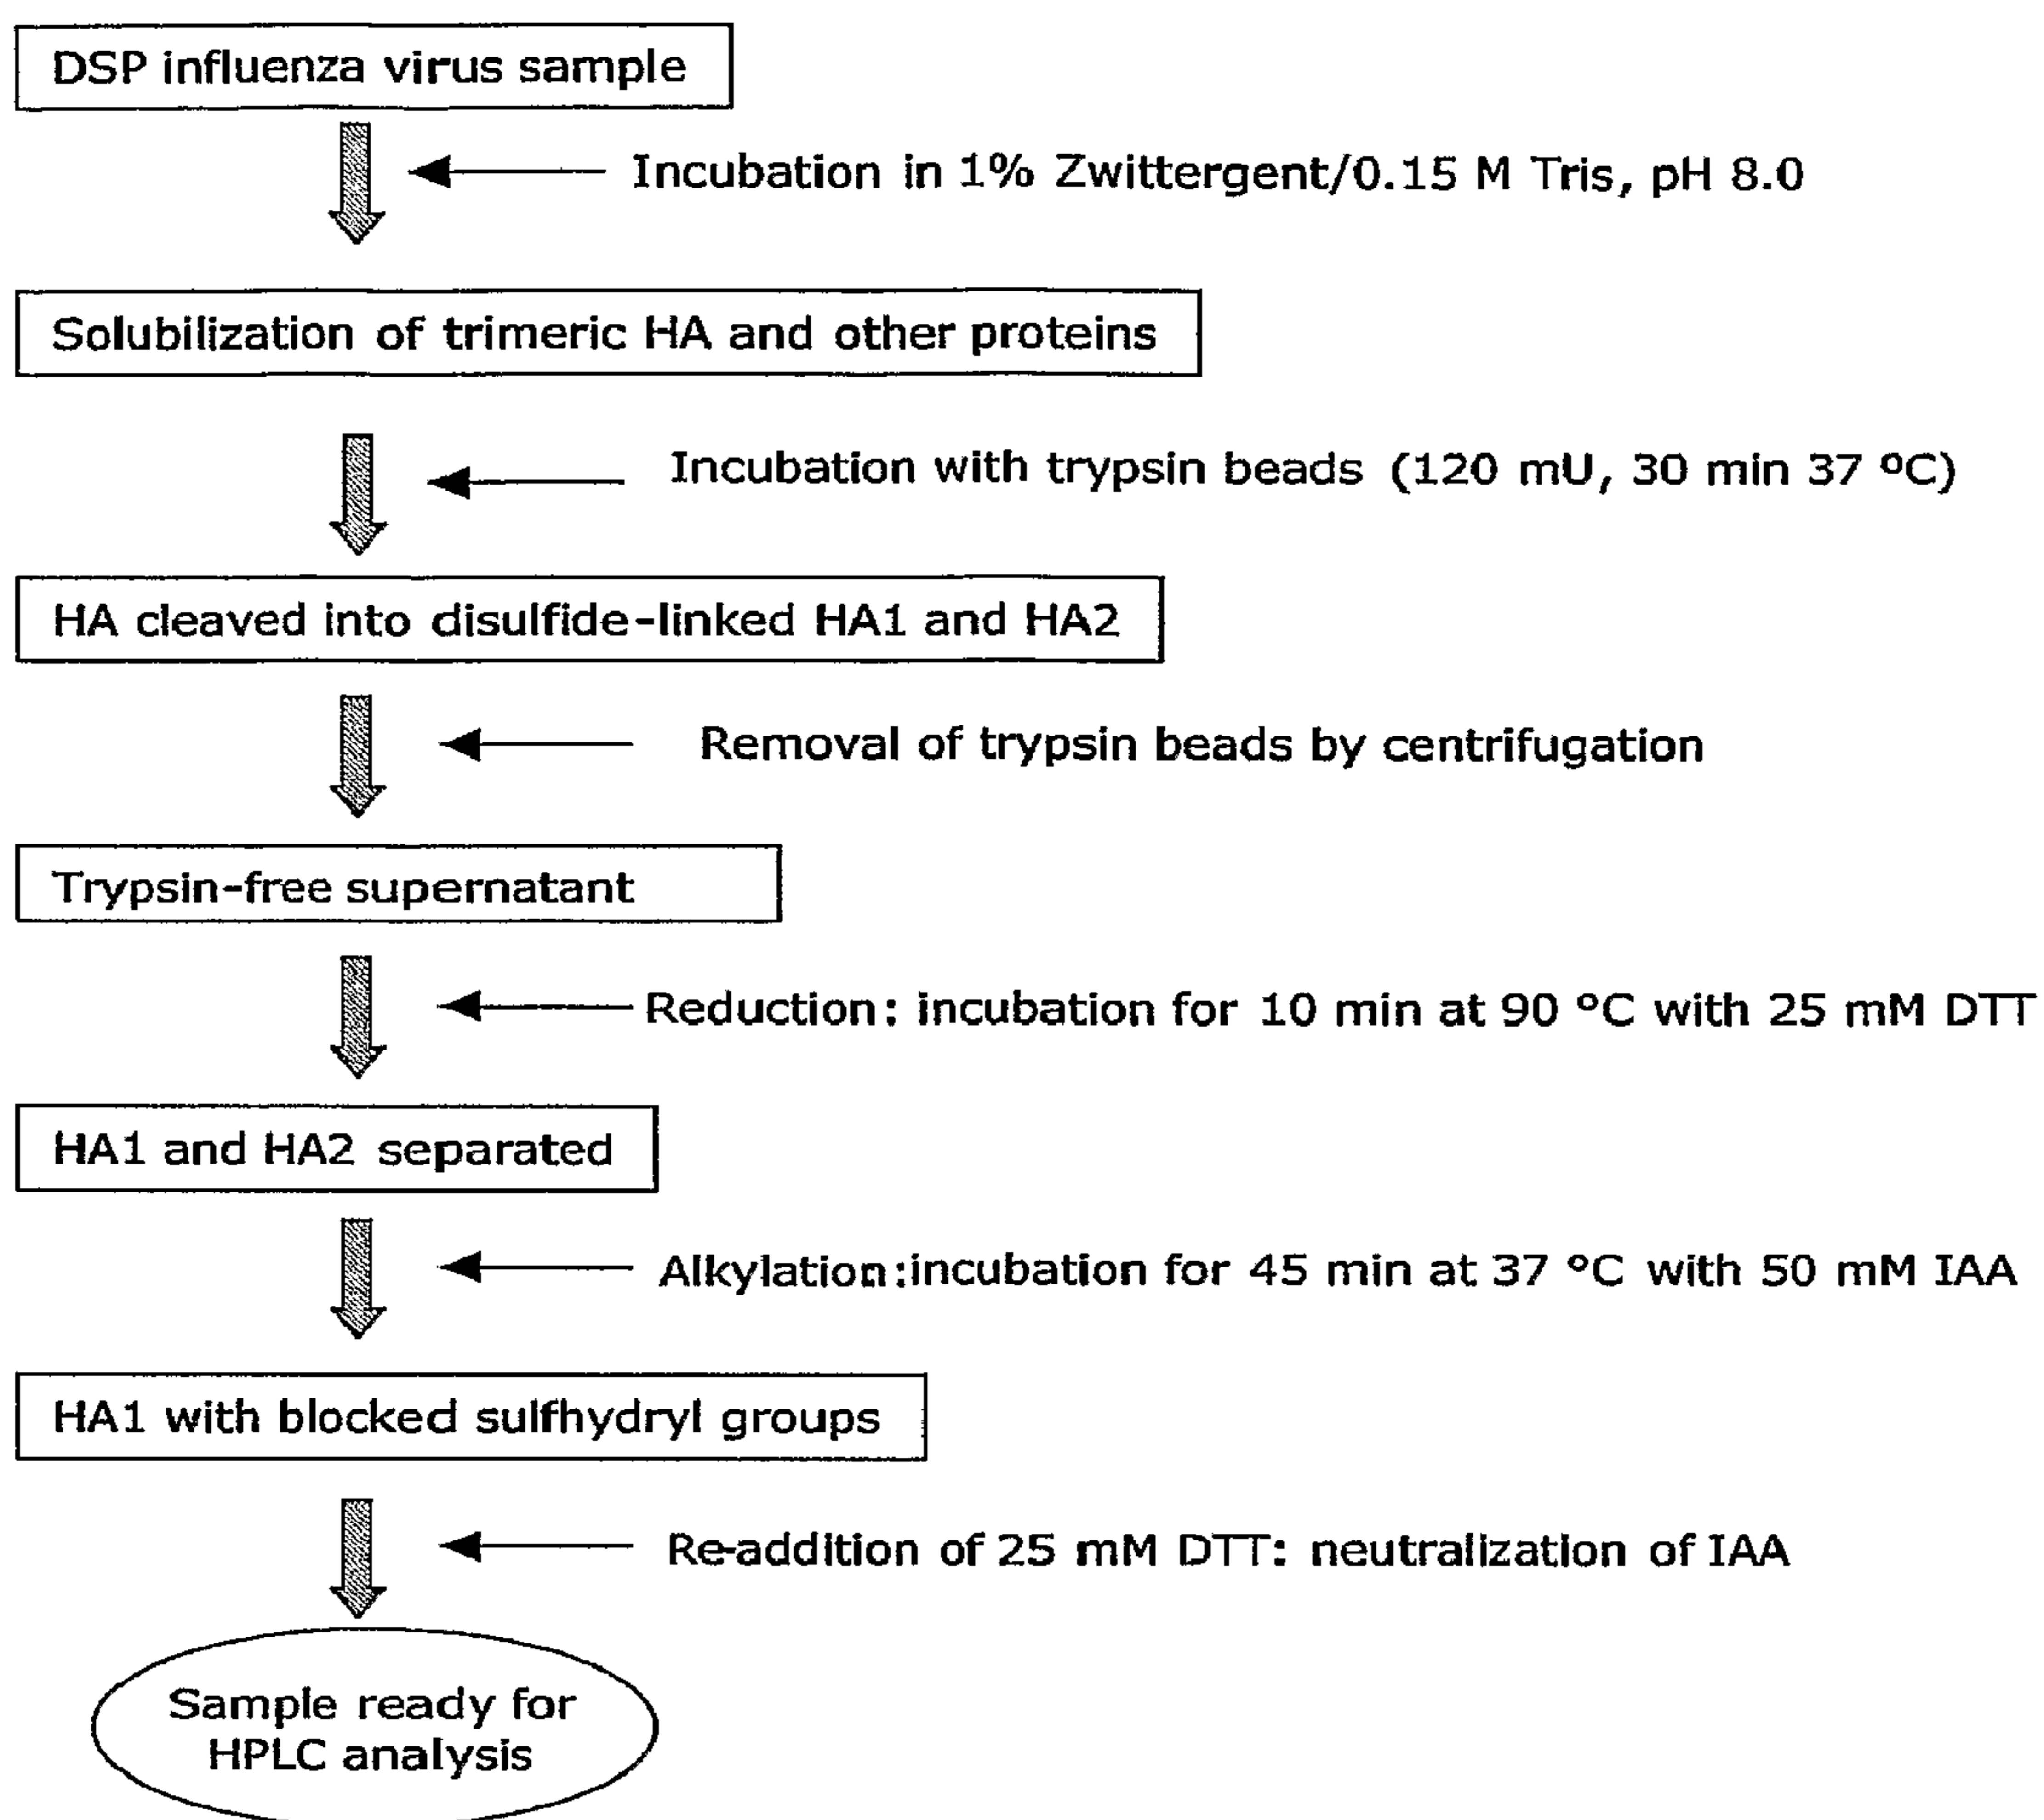 DSP influenza virus sample
Incubation in 1% Zwittergent/0.15 M Tris, pH 8.0
Solubilization of trimeric HA and other proteins
Incubation with trypsin beads (120 mU, 30 min 37 ºC)
HA cleaved into disulfide-linked HA1 and HA2
Removal of trypsin beads by centrifugation
Trypsin-free supernatant
Reduction: incubation for 10 min at 90 ºC with 25 mM DTT
HA1 and HA2 separated
Alkylation:incubation for 45 min at 37 ºC with 50 mM IAA
HA1 with blocked sulfhydryl groups
Re-addition of 25 mM DTT: neutralization of IAA
Sample ready for
HPLC analysis